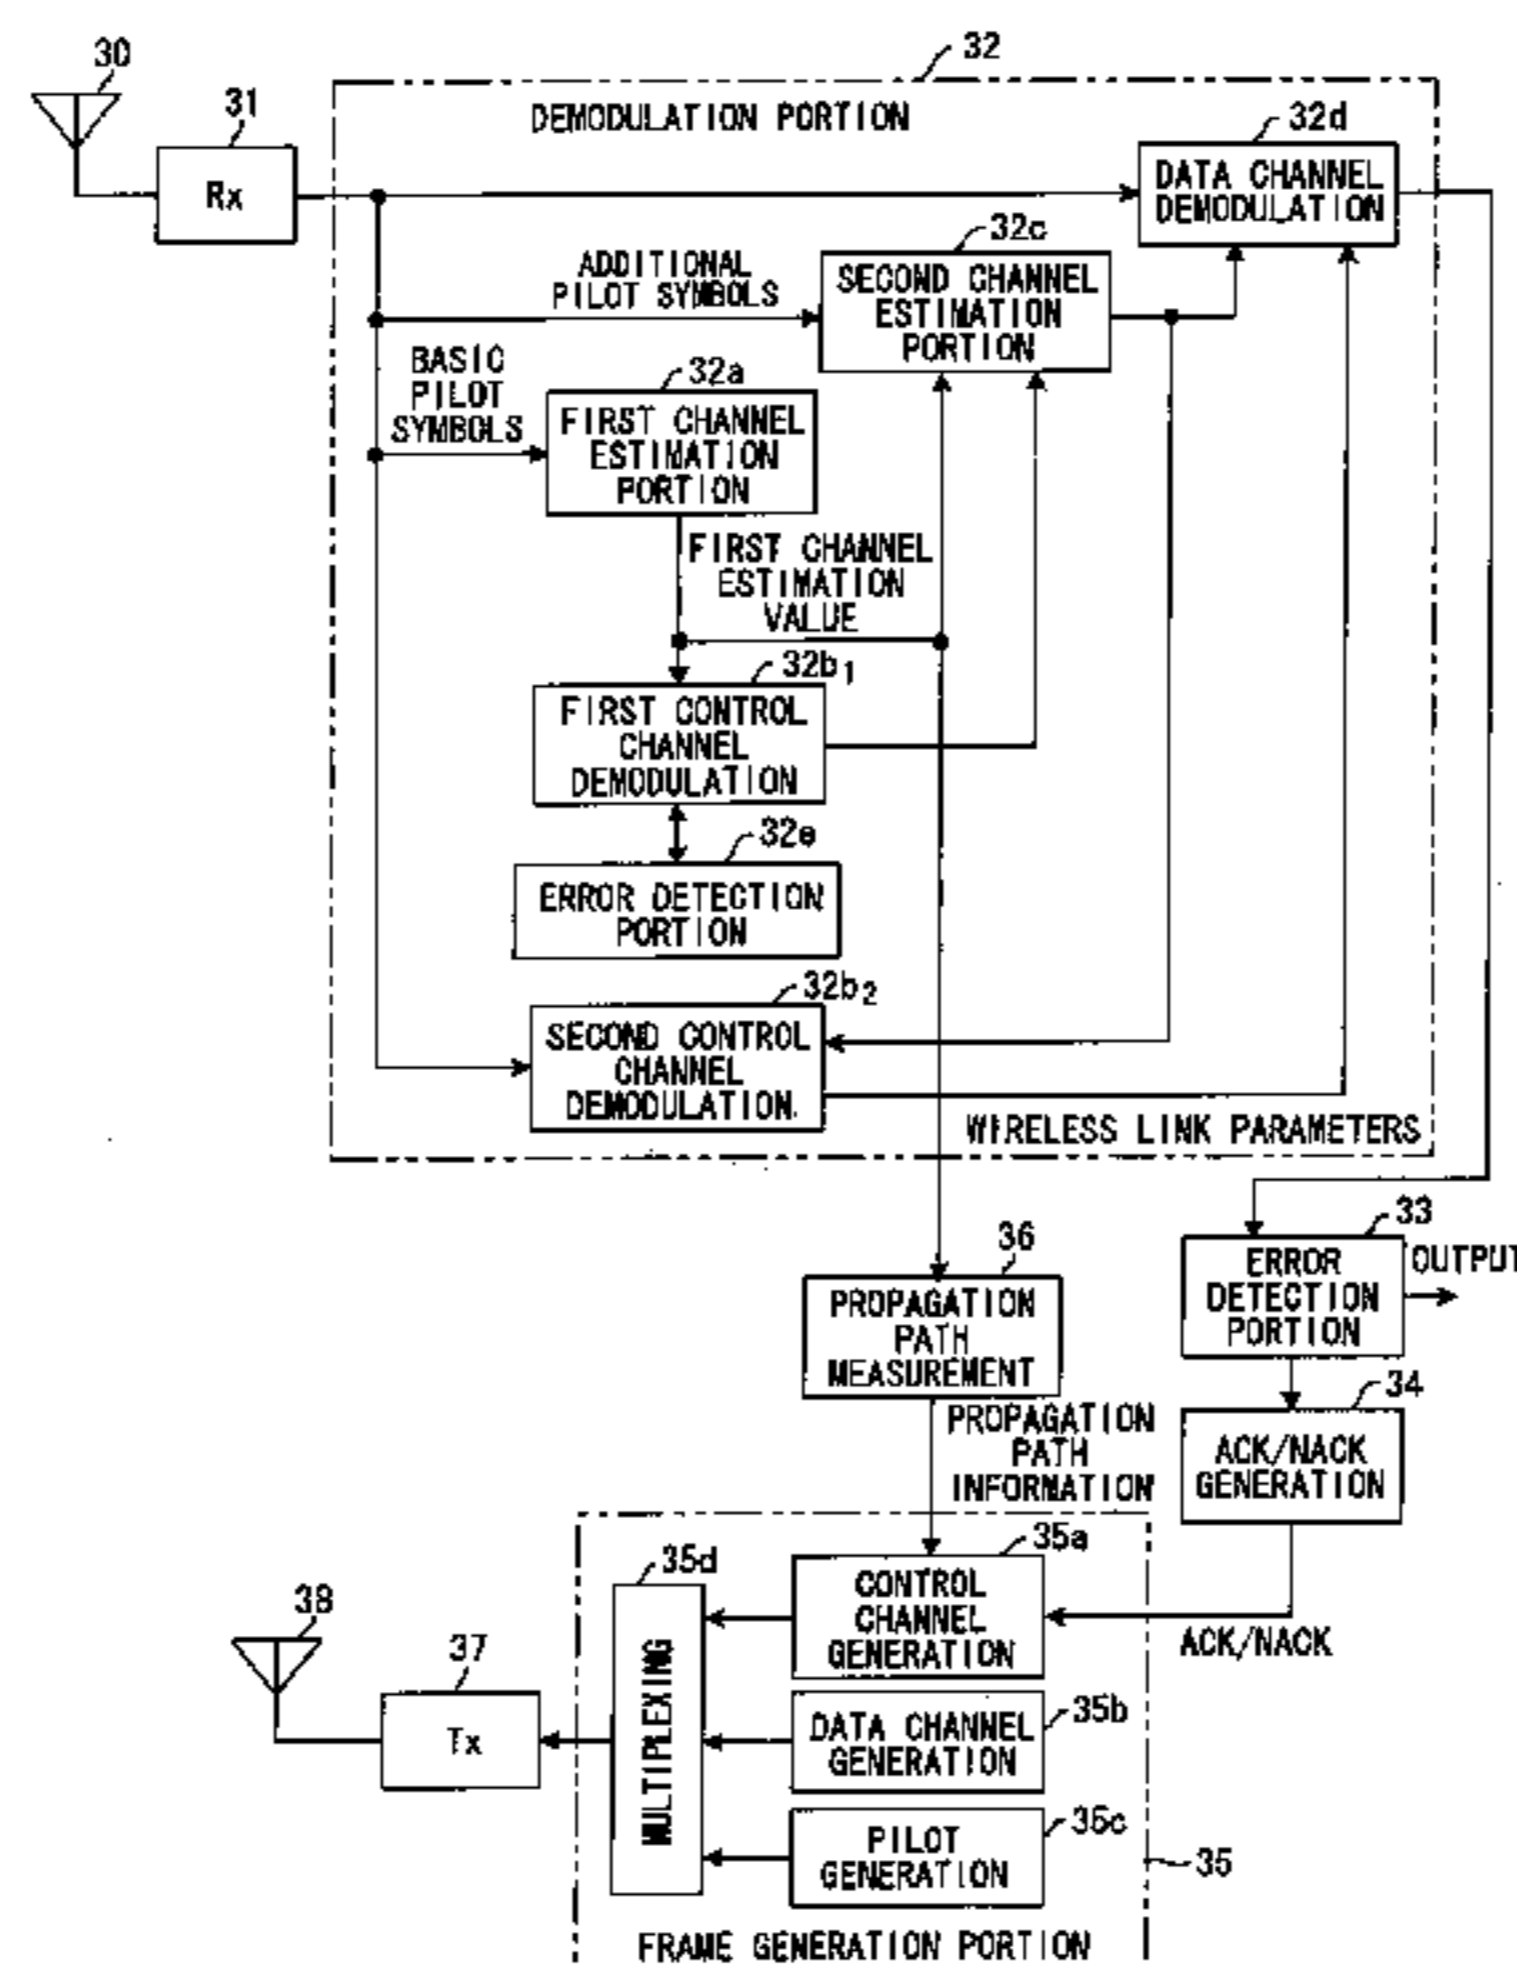 30
31
Rx
32
DEMODULATION PORTION
32d
DATA CHANNEL
DEMODULATION
32c
ADDITIONAL
PILOT SYMBOLS
SECOND CHANNEL
ESTIMATION
PORTION
BASIC
PILOT
SYMBOLS
32a
FIRST CHANNEL
ESTIMATION
PORTION
FIRST CHANNEL
ESTIMATION
VALUE
32b1
FIRST CONTROL
CHANNEL
DEMODULATION
32e
ERROR DETECTION
PORTION
32b2
SECOND CONTROL
CHANNEL
DEMODULATION
WIRELESS LINK PARAMETERS
36
PROPAGATION
PATH
MEASUREMENT
33
ERROR
DETECTION
PORTION
OUTPUT
PROPAGATION
PATH
INFORMATION
34
ACK/NACK
GENERATION
35d
35a
CONTROL
CHANNEL
GENERATION
ACK/NACK
38
37
Tx
MULTIPLEXING
35b
DATA CHANNEL
GENERATION
35c
PILOT
GENERATION
35
FRAME GENERATION PORTION